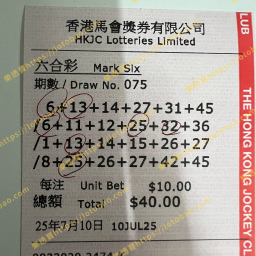 香港馬會獎券有限公司
HKJC Lotteries Limited
六合彩 Mark Six
期數 / Draw No. 075
6+13+14+27+31+45
/6+11+12+25+32+36
/1+13+14+15+26+27
/8+25+26+27+42+45
每注 Unit Bet $10.00
總額 Total $40.00
25年7月10日 10JUL25
LUB
THE HONG KONG JOCKEY CL